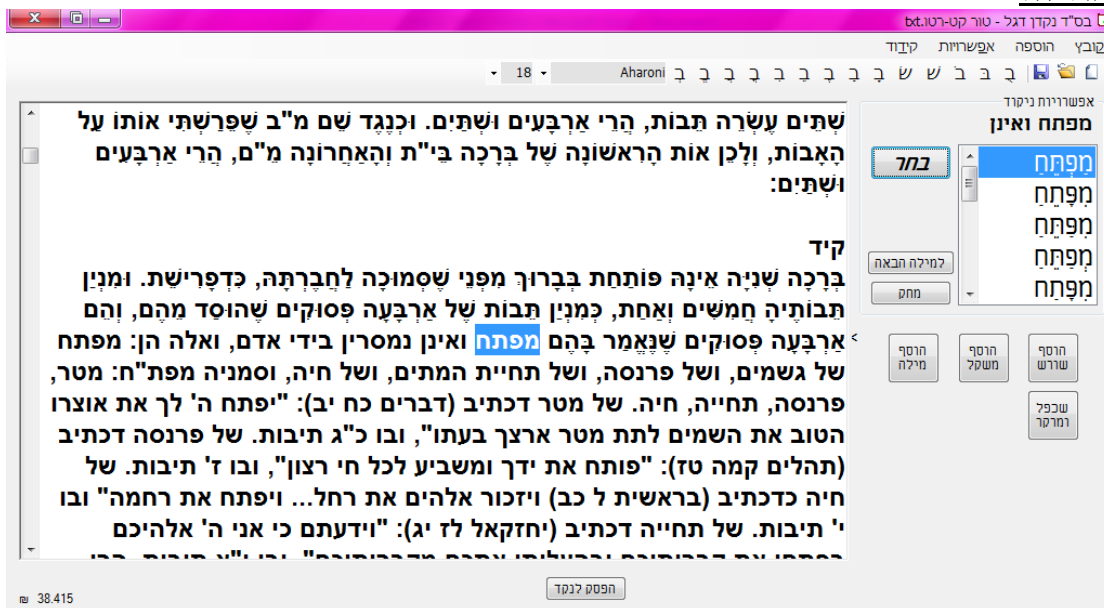 בס"ד נקדן דגל - טור קט-רטו.txt
קובץ הוספה אפשרויות קידוד
בֻ בּ בֹ שׁ שׂ בָ בַ בְ בֳ בֲ בִ בֵ בֶ בֱ Aharoni 18
אפשרויות ניקוד
מפתח ואינן
מַפְתֵּחַ
מִפָּתֵחַ
מִפַּתֵּחַ
מְפַתֵּחַ
מִפָּתַח
בחר
למילה הבאה
מחק
הוסף שורש
הוסף משקל
הוסף מילה
שכפל ומרקר
שְׁתֵּים עֶשְׂרֵה תֵּבוֹת, הֲרֵי אַרְבָּעִים וּשְׁתַּיִם. וּכְנֶגֶד שֵׁם מ"ב שֶׁפֵּרַשְׁתִּי אוֹתוֹ עַל
הָאָבוֹת, וְלָכֵן אוֹת הָרִאשׁוֹנָה שֶׁל בְּרָכָה בֵּי"ת וְהָאַחֲרוֹנָה מֵ"ם, הֲרֵי אַרְבָּעִים
וּשְׁתַּיִם:
קיד
בְּרָכָה שְׁנִיָּה אֵינָהּ פּוֹתַחַת בְּבָרוּךְ מִפְּנֵי שֶׁסְּמוּכָה לַחֲבֶרְתָּהּ, כִּדְפָרִישֵׁת. וּמִנְיַן
תֵּבוֹתֶיהָ חֲמִשִּׁים וְאַחַת, כְּמִנְיַן תֵּבוֹת שֶׁל אַרְבָּעָה פְּסוּקִים שֶׁהוּסַד מֵהֶם, וְהֵם
אַרְבָּעָה פְּסוּקִים שֶׁנֶּאֱמַר בָּהֶם מפתח ואינן נמסרין בידי אדם, ואלה הן: מפתח
של גשמים, ושל פרנסה, ושל תחיית המתים, ושל חיה, וסמניה מפת"ח: מטר,
פרנסה, תחייה, חיה. של מטר דכתיב (דברים כח יב): "יפתח ה' לך את אוצרו
הטוב את השמים לתת מטר ארצך בעתו", ובו כ"ג תיבות. של פרנסה דכתיב
(תהלים קמה טז): "פותח את ידך ומשביע לכל חי רצון", ובו ז' תיבות. של
חיה כדכתיב (בראשית ל כב) ויזכור אלהים את רחל... ויפתח את רחמה" ובו
י' תיבות. של תחייה דכתיב (יחזקאל לז יג): "וידעתם כי אני ה' אלהיכם
הפסק לנקד
38.415 ₪